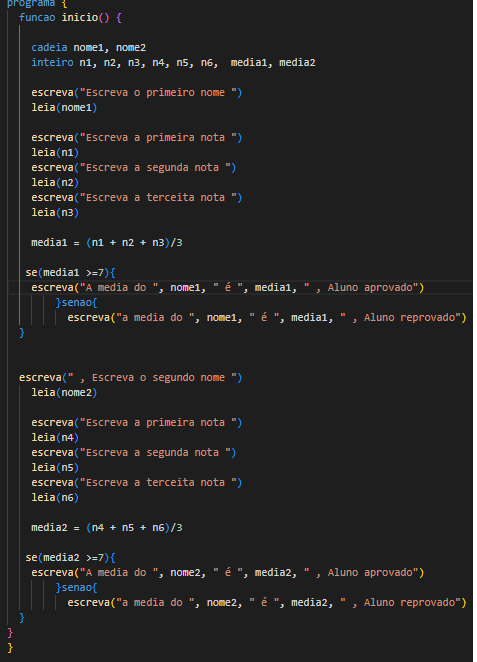 programa {
funcao inicio() {
cadeia nome1, nome2
inteiro n1, n2, n3, n4, n5, n6,  media1, media2
escreva("Escreva o primeiro nome ")
leia(nome1)
escreva("Escreva a primeira nota ")
leia(n1)
escreva("Escreva a segunda nota ")
leia(n2)
escreva("Escreva a terceita nota ")
leia(n3)
media1 = (n1 + n2 + n3)/3
se(media1 >=7){
escreva("A media do ", nome1, " é ", media1, " , Aluno aprovado")
}senao{
escreva("a media do ", nome1, " é ", media1, " , Aluno reprovado")
}
escreva(" , Escreva o segundo nome ")
leia(nome2)
escreva("Escreva a primeira nota ")
leia(n4)
escreva("Escreva a segunda nota ")
leia(n5)
escreva("Escreva a terceita nota ")
leia(n6)
media2 = (n4 + n5 + n6)/3
se(media2 >=7){
escreva("A media do ", nome2, " é ", media2, " , Aluno aprovado")
}senao{
escreva("a media do ", nome2, " é ", media2, " , Aluno reprovado")
}
}
}